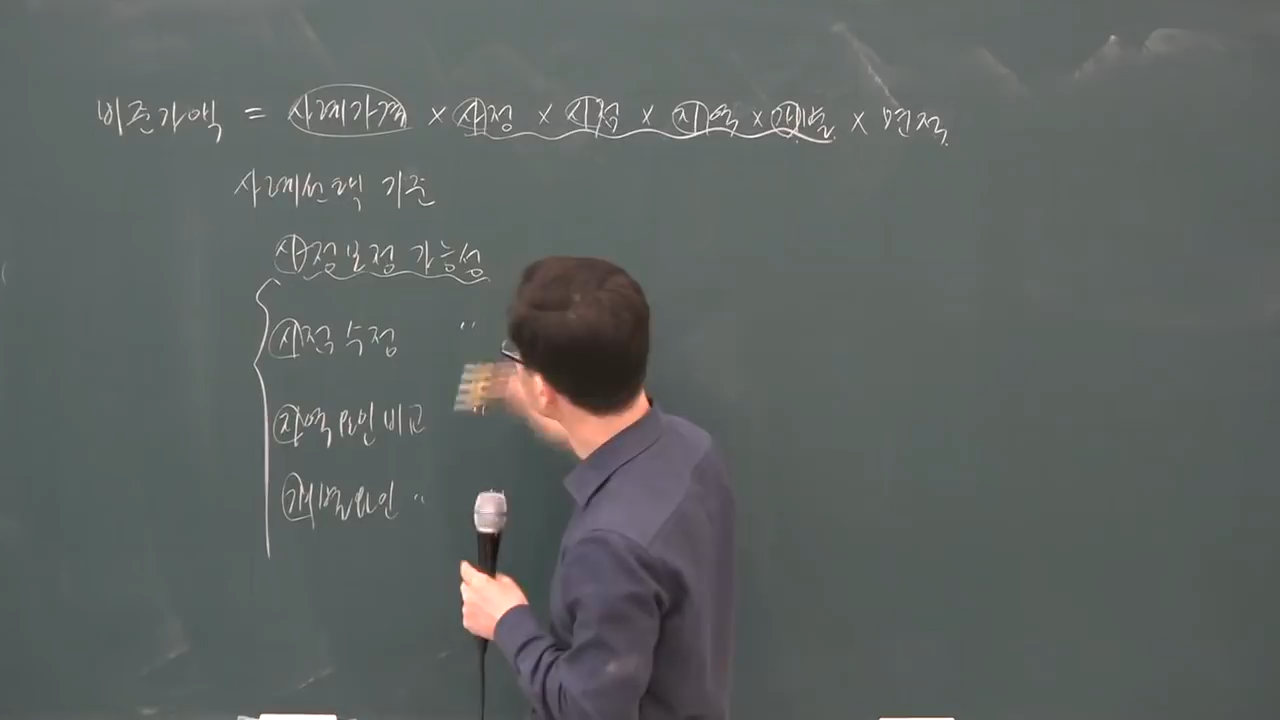 비준가액 = 사례가격 × 사정 × 시점 × 지역 × 개별 × 면적
사례선택 기준
사정보정 가능성
시점수정 〃
지역요인비교 〃
개별요인 〃